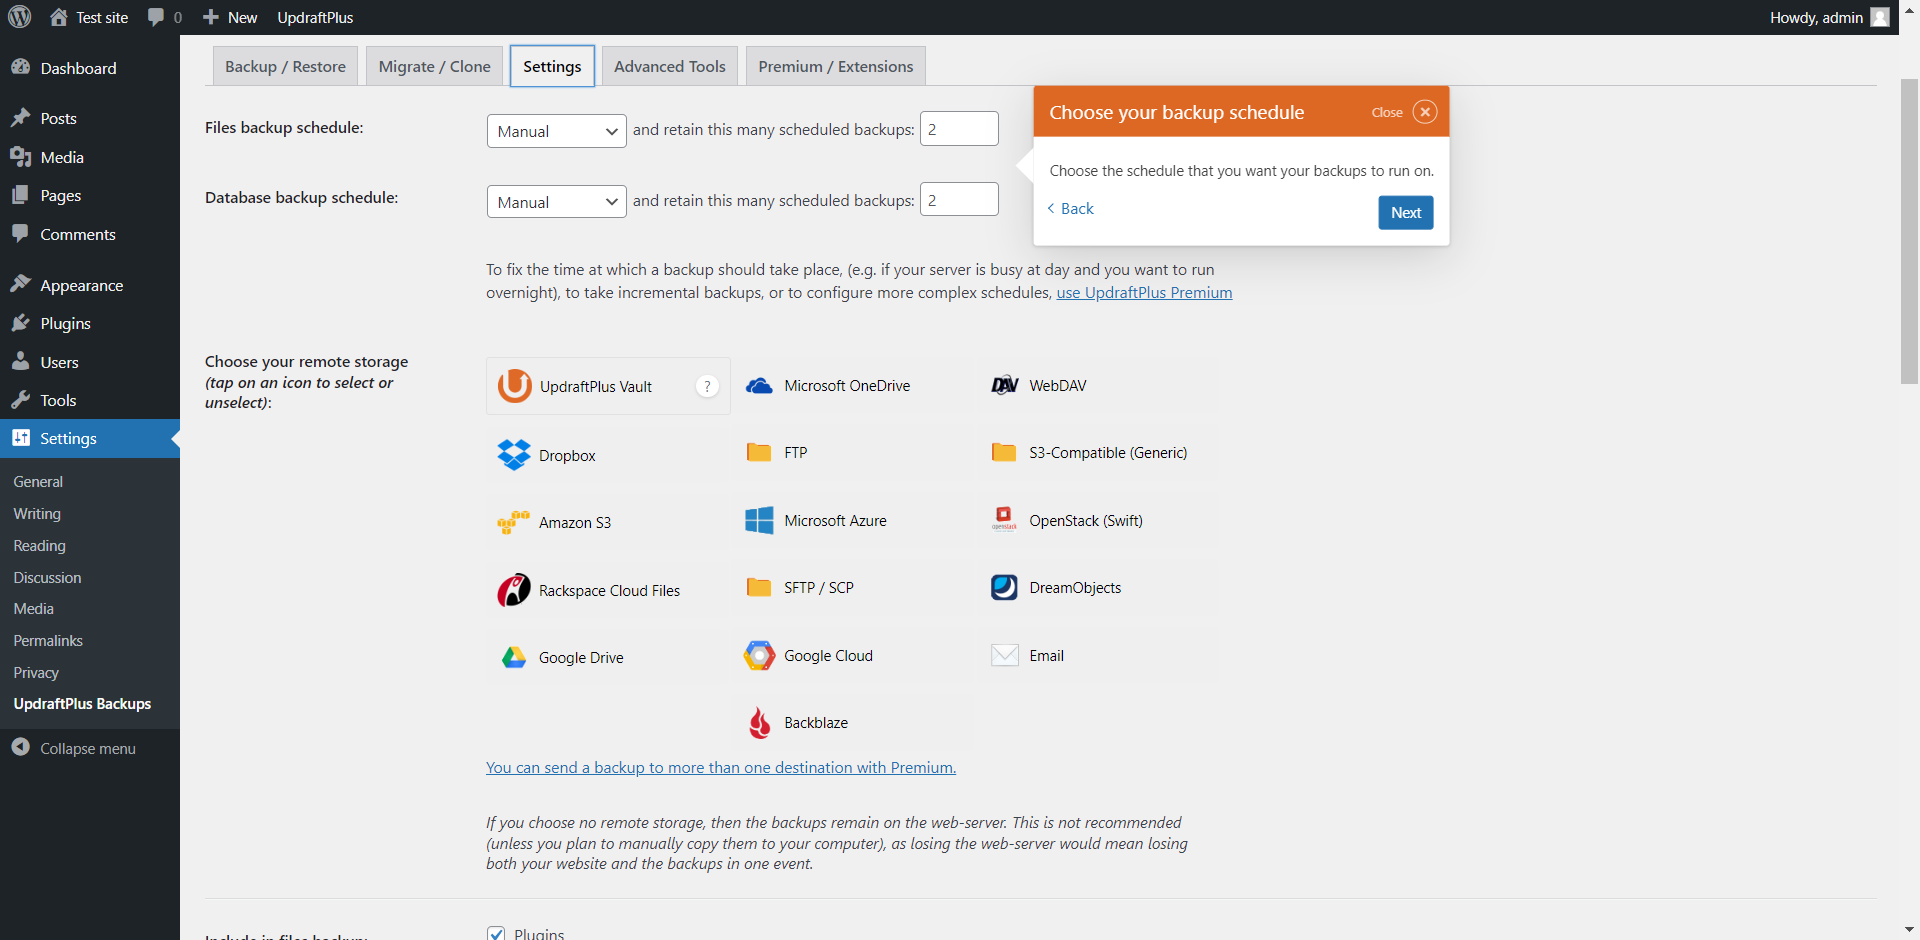 Test site 0 New UpdraftPlus Howdy, admin
Dashboard
Posts
Media
Pages
Comments
Appearance
Plugins
Users
Tools
Settings
General
Writing
Reading
Discussion
Media
Permalinks
Privacy
UpdraftPlus Backups
Collapse menu
Backup / Restore Migrate / Clone Settings Advanced Tools Premium / Extensions
Files backup schedule: Manual and retain this many scheduled backups: 2
Database backup schedule: Manual and retain this many scheduled backups: 2
Choose your backup schedule Close
Choose the schedule that you want your backups to run on.
Back Next
To fix the time at which a backup should take place, (e.g. if your server is busy at day and you want to run
overnight), to take incremental backups, or to configure more complex schedules, use UpdraftPlus Premium
Choose your remote storage
(tap on an icon to select or
unselect):
UpdraftPlus Vault ? Microsoft OneDrive DAV WebDAV
Dropbox FTP S3-Compatible (Generic)
Amazon S3 Microsoft Azure openstack OpenStack (Swift)
Rackspace Cloud Files SFTP / SCP DreamObjects
Google Drive Google Cloud Email
Backblaze
You can send a backup to more than one destination with Premium.
If you choose no remote storage, then the backups remain on the web-server. This is not recommended
(unless you plan to manually copy them to your computer), as losing the web-server would mean losing
both your website and the backups in one event.
Include in files backup: Plugins